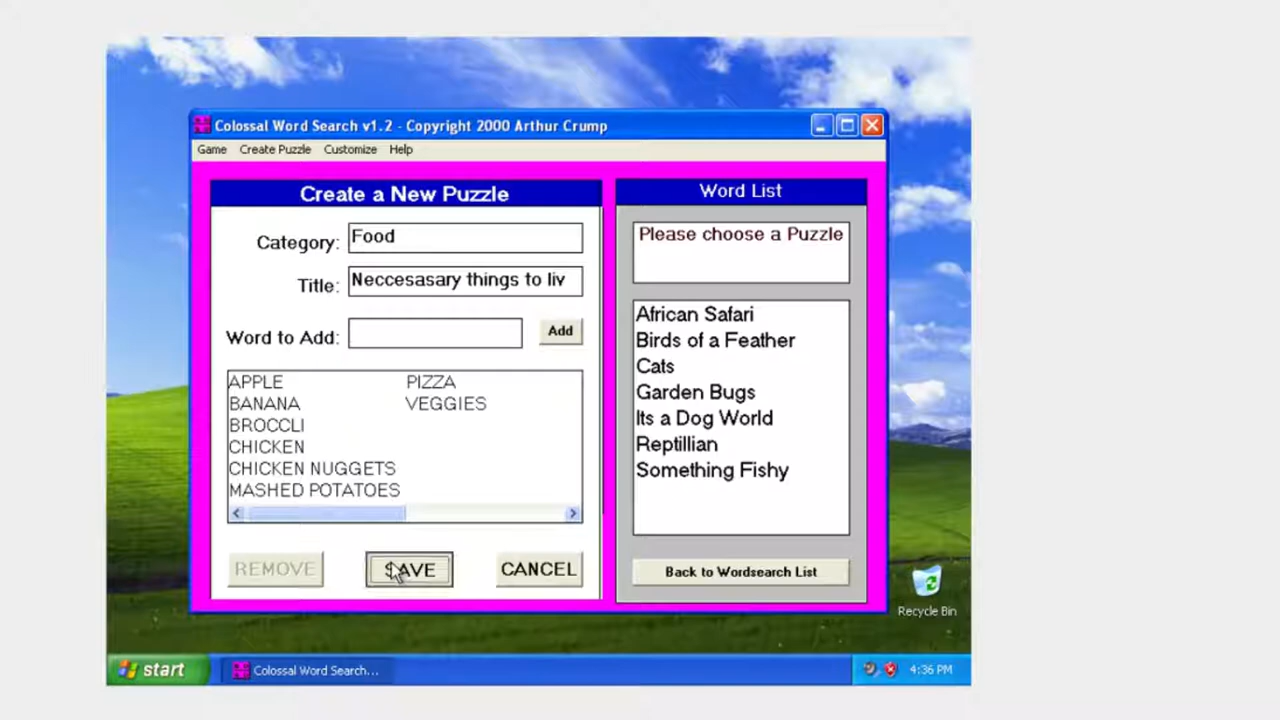 Colossal Word Search v1.2 - Copyright 2000 Arthur Crump
Game Create Puzzle Customize Help
Create a New Puzzle
Category: Food
Title: Neccesasary things to liv
Word to Add: Add
APPLE PIZZA
BANANA VEGGIES
BROCCLI
CHICKEN
CHICKEN NUGGETS
MASHED POTATOES
REMOVE SAVE CANCEL
Word List
Please choose a Puzzle
African Safari
Birds of a Feather
Cats
Garden Bugs
Its a Dog World
Reptillian
Something Fishy
Back to Wordsearch List
Recycle Bin
start Colossal Word Search... 4:36 PM